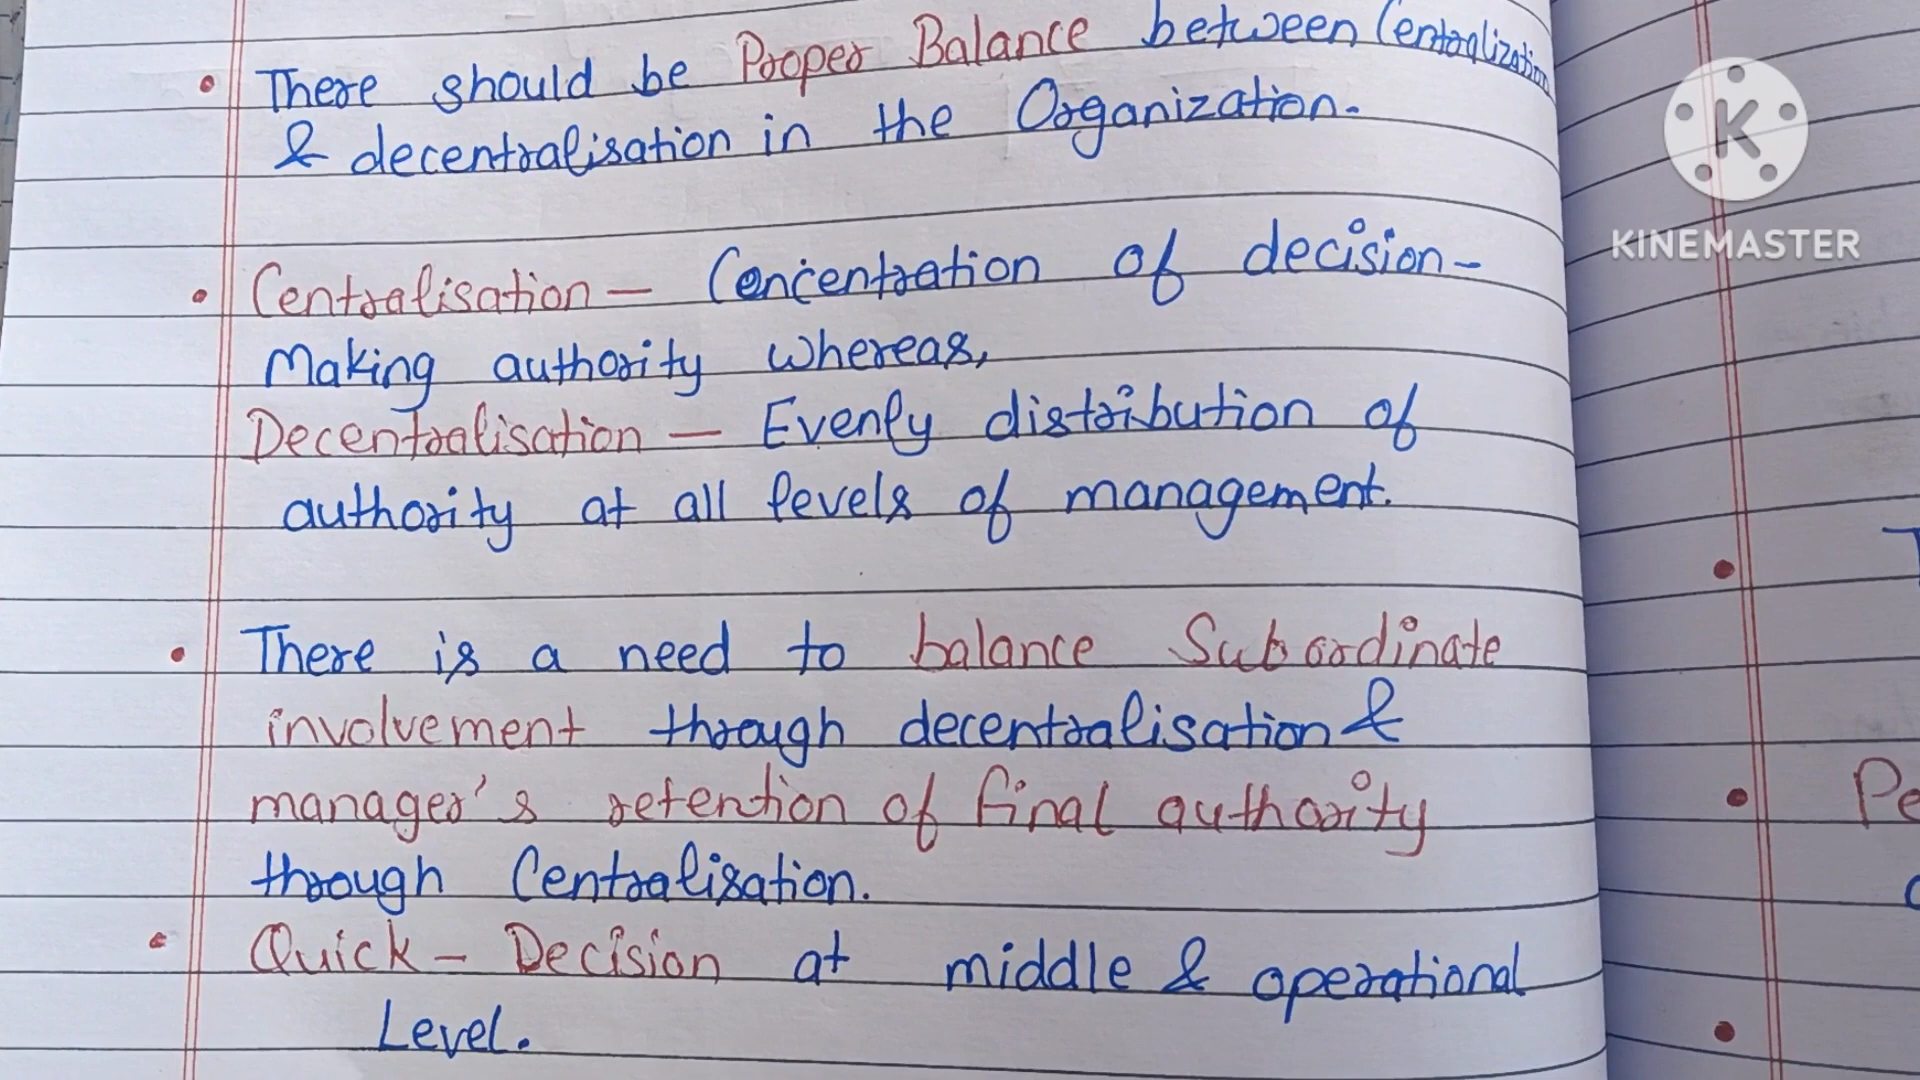 • There should be Proper Balance between Centralization
& decentralisation in the Organization.
• Centralisation — Concentration of decision-
Making authority whereas,
Decentralisation — Evenly distribution of
authority at all levels of management.
• There is a need to balance Subordinate
involvement through decentralisation &
manager's retention of final authority
through Centralisation.
• Quick - Decision at middle & operational
Level.
KINEMASTER
Pe